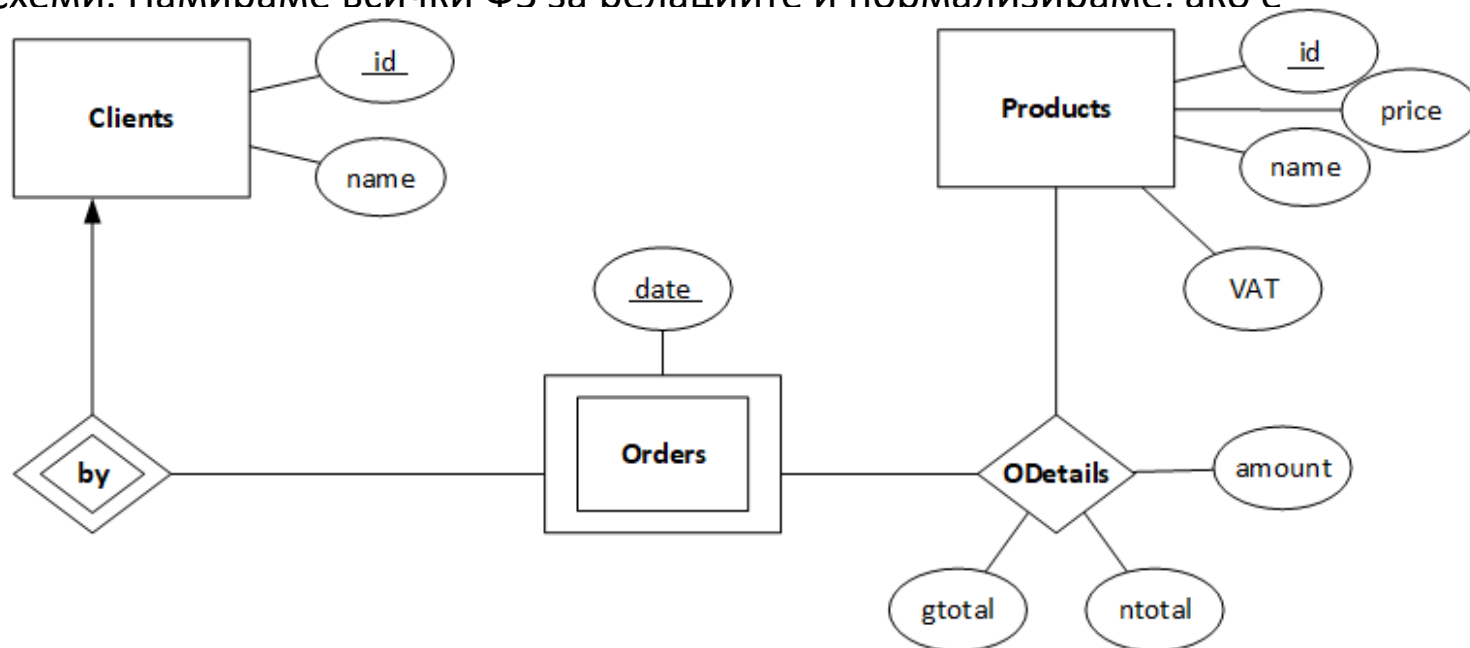 схеми. Намираме всички ФЗ за релациите и нормализираме, ако е
id
Clients
name
id
Products
price
name
VAT
date
by
Orders
ODetails
amount
gtotal
ntotal